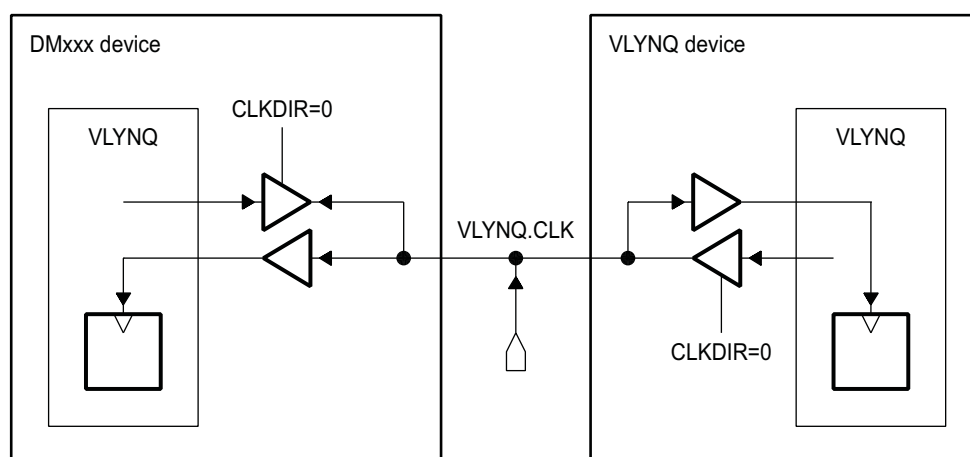 DMxxx device
VLYNQ device
CLKDIR=0
VLYNQ
VLYNQ
VLYNQ.CLK
CLKDIR=0